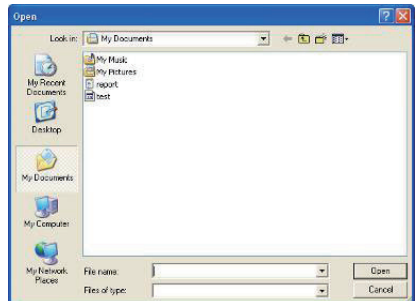 Open
Look in:
My Documents
My Music
My Pictures
report
test
My Recent
Documents
Desktop
My Documents
My Computer
My Network
Places
File name:
Open
Files of type:
Cancel